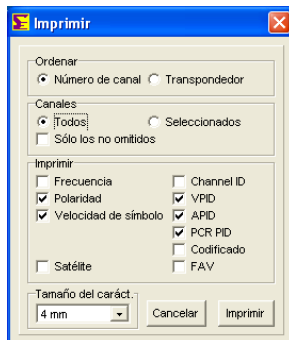 Imprimir
Ordenar
Número de canal Transpondedor
Canales
Todos Seleccionados
Sólo los no omitidos
Imprimir
Frecuencia Channel ID
Polaridad VPID
Velocidad de símbolo APID
PCR PID
Codificado
Satélite FAV
Tamaño del caráct.
4 mm Cancelar Imprimir